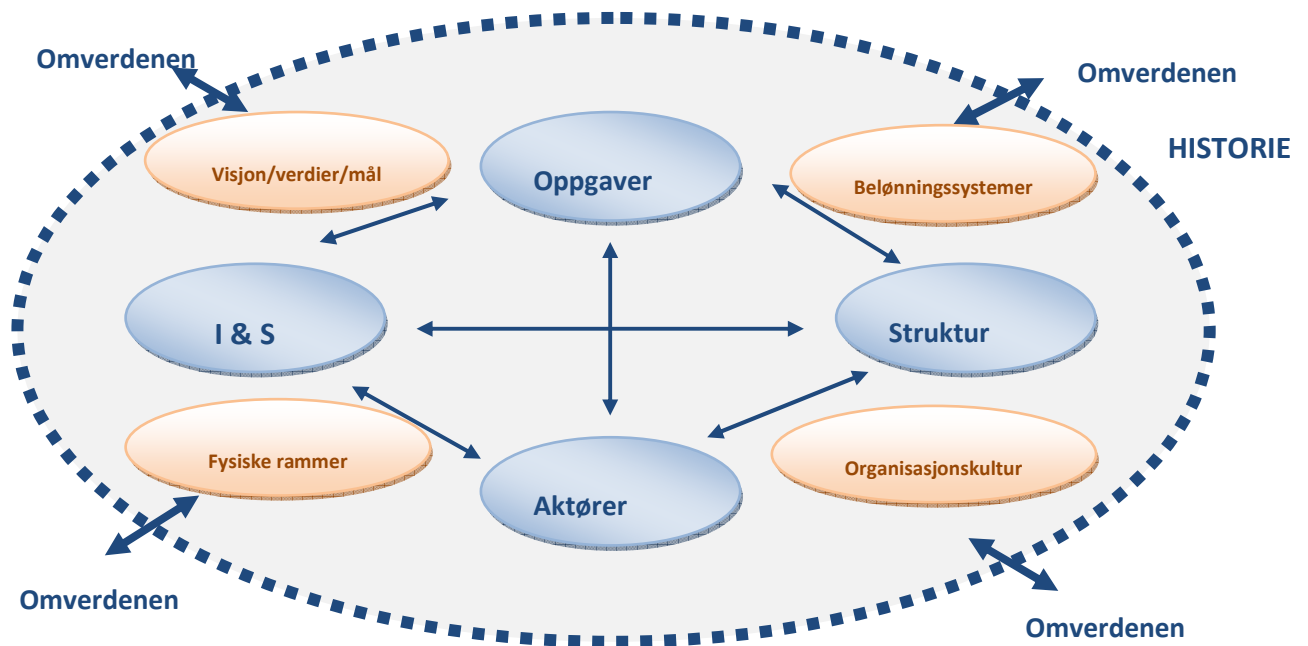 Omverdenen
Omverdenen
HISTORIE
Visjon/verdier/mål
Oppgaver
Belønningssystemer
I & S
Struktur
Fysiske rammer
Organisasjonskultur
Aktører
Omverdenen
Omverdenen